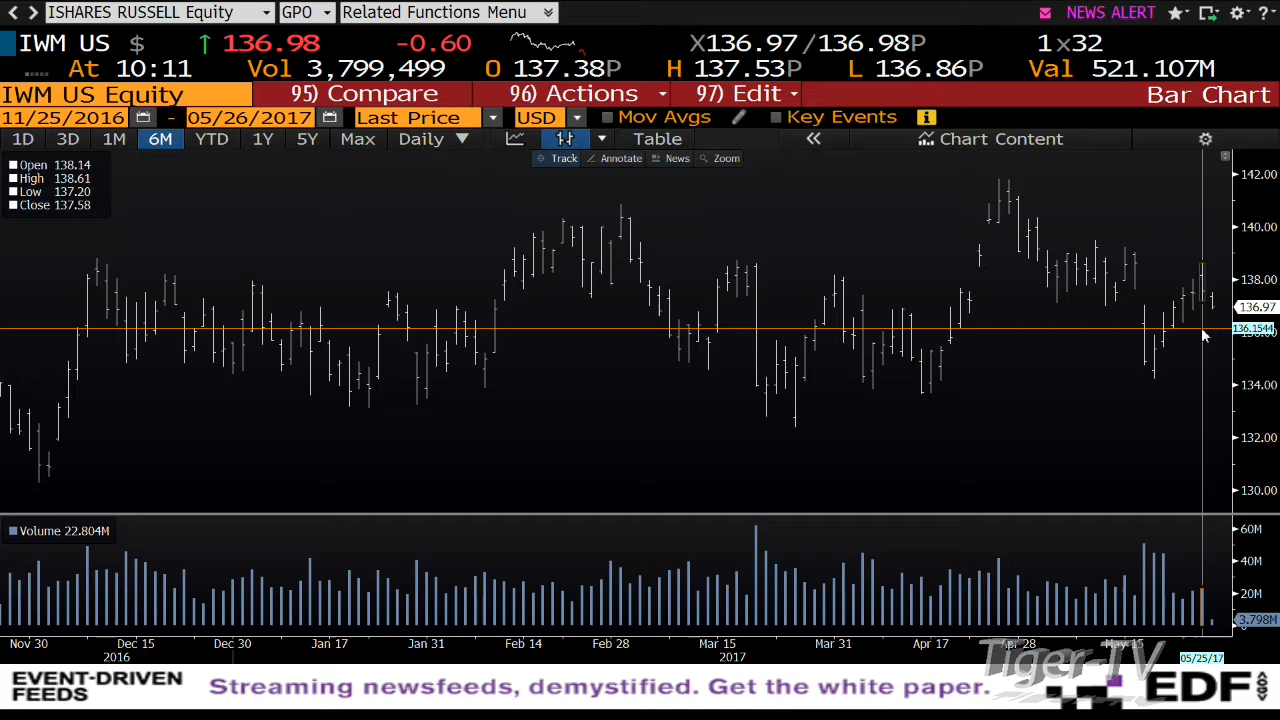 ISHARES RUSSELL Equity GPO Related Functions Menu NEWS ALERT ?
IWM US $ ↑ 136.98 -0.60 X136.97/136.98P 1x32
At 10:11 Vol 3,799,499 O 137.38P H 137.53P L 136.86P Val 521.107M
IWM US Equity 95) Compare 96) Actions 97) Edit Bar Chart
11/25/2016 - 05/26/2017 Last Price USD Mov Avgs Key Events i
1D 3D 1M 6M YTD 1Y 5Y Max Daily Table « Chart Content
Track Annotate News Zoom
Open 138.14
High 138.61
Low 137.20
Close 137.58
142.00
140.00
138.00
136.97
136.1544
134.00
132.00
130.00
Volume 22.804M
60M
40M
20M
3.798M
Nov 30 Dec 15 Dec 30 Jan 17 Jan 31 Feb 14 Feb 28 Mar 15 Mar 31 Apr 17 Apr 28 May 15
2016 2017 05/25/17
Tiger-TV
EVENT-DRIVEN
FEEDS
Streaming newsfeeds, demystified. Get the white paper.
EDF